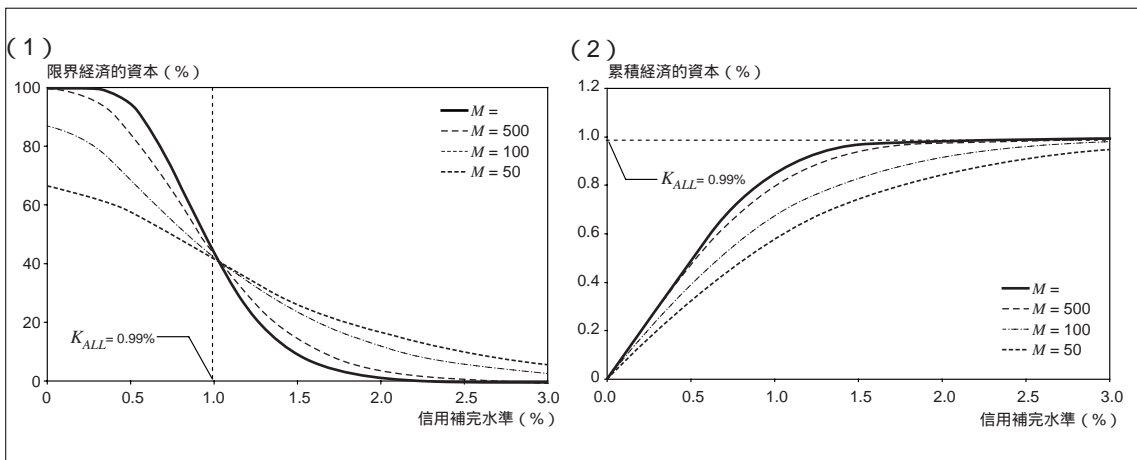 (1)
限界経済的資本(%)
100
80
60
40
20
0
M =
M = 500
M = 100
M = 50
K_ALL = 0.99%
0 0.5 1.0 1.5 2.0 2.5 3.0
信用補完水準(%)
(2)
累積経済的資本(%)
1.2
1.0
0.8
0.6
0.4
0.2
0
K_ALL = 0.99%
M =
M = 500
M = 100
M = 50
0.0 0.5 1.0 1.5 2.0 2.5 3.0
信用補完水準(%)